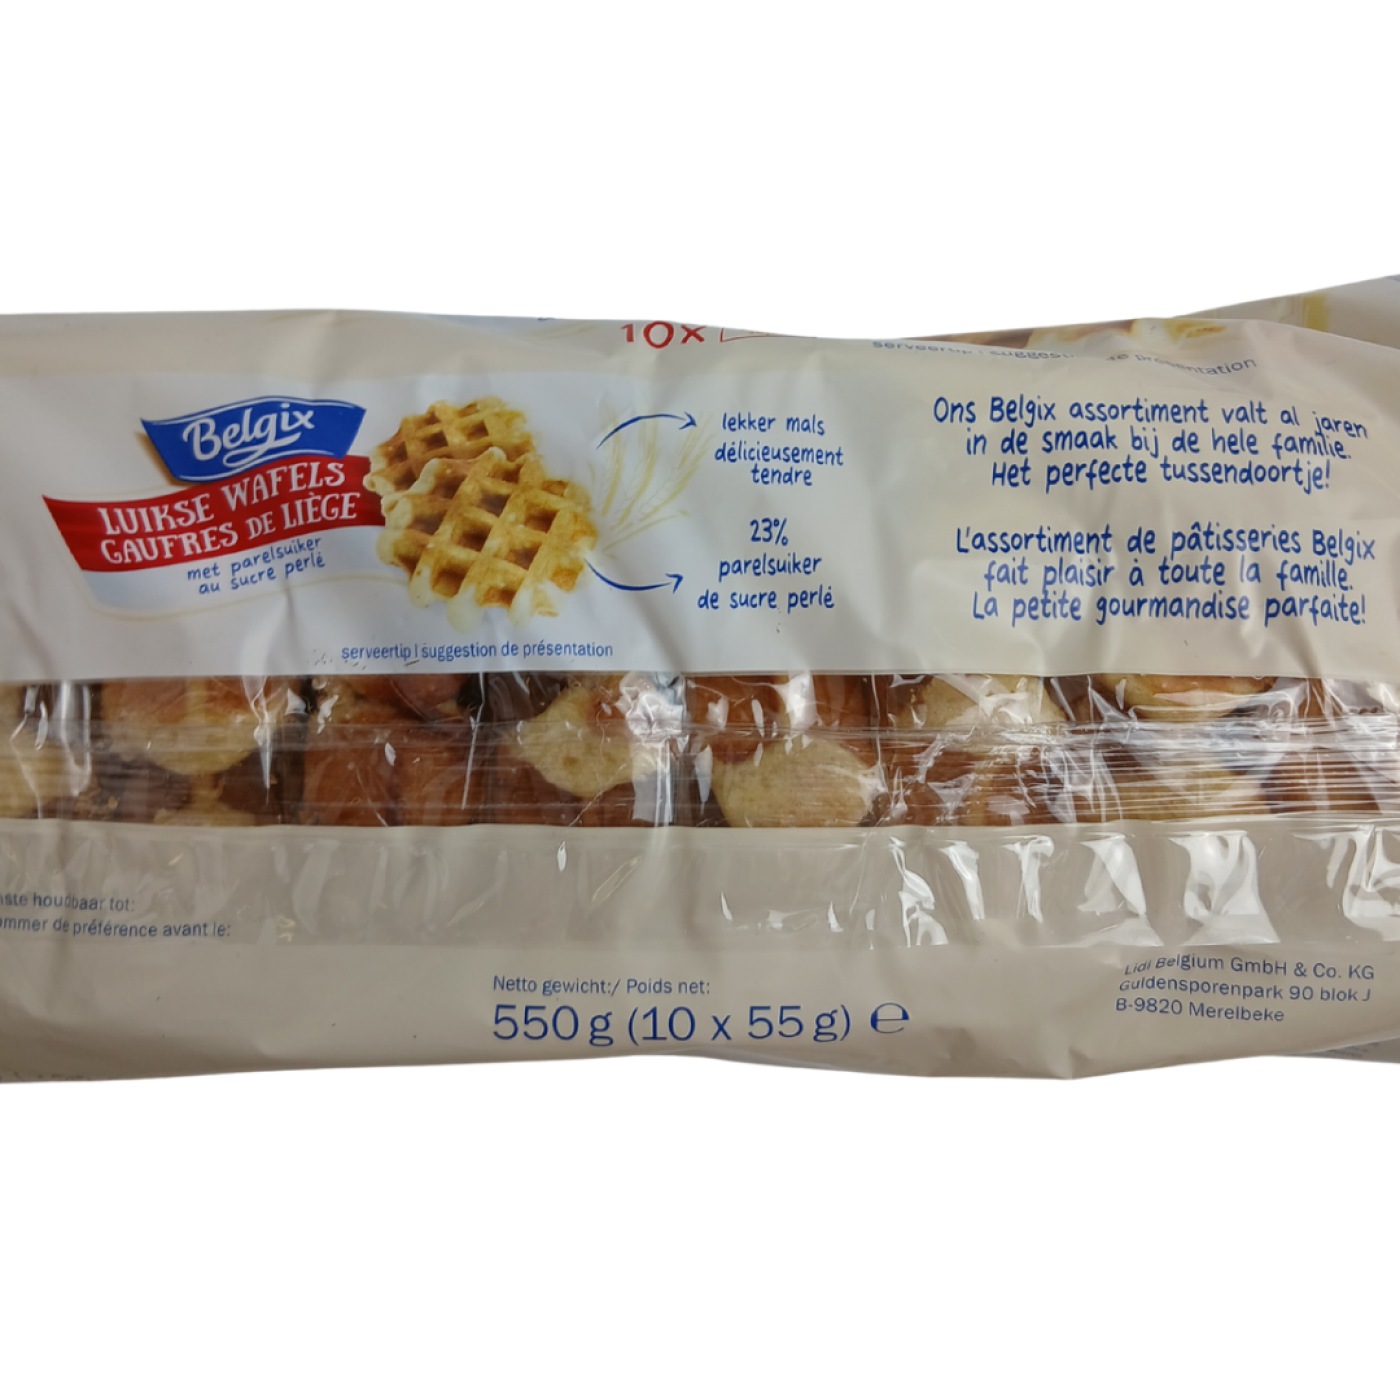 10x
serveertip | suggestion de présentation
Belgix
LUIKSE WAFELS
GAUFRES DE LIÈGE
met parelsuiker
au sucre perlé
serveertip | suggestion de présentation
lekker mals
délicieusement
tendre
23%
parelsuiker
de sucre perlé
Ons Belgix assortiment valt al jaren
in de smaak bij de hele familie.
Het perfecte tussendoortje!
L'assortiment de pâtisseries Belgix
fait plaisir à toute la famille.
La petite gourmandise parfaite!
houdbaar tot:
de préférence avant le:
Netto gewicht:/ Poids net:
550 g (10 x 55 g) e
Lidl Belgium GmbH & Co. KG
Guldensporenpark 90 blok J
B-9820 Merelbeke